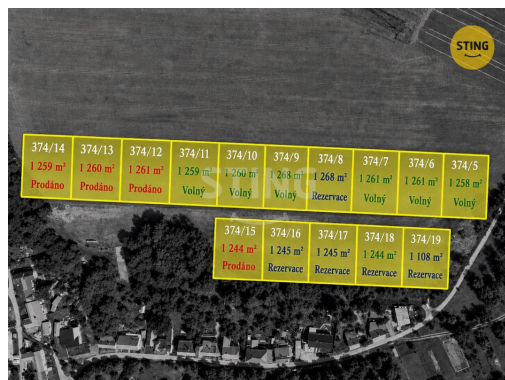 STING
374/14
1 259 m²
Prodáno
374/13
1 260 m²
Prodáno
374/12
1 261 m²
Prodáno
374/11
1 259 m²
Volný
374/10
1 260 m²
Volný
374/9
1 268 m²
Volný
374/8
1 268 m²
Rezervace
374/7
1 261 m²
Volný
374/6
1 261 m²
Volný
374/5
1 258 m²
Volný
STING
374/15
1 244 m²
Prodáno
374/16
1 245 m²
Rezervace
374/17
1 245 m²
Rezervace
374/18
1 244 m²
Rezervace
374/19
1 108 m²
Rezervace